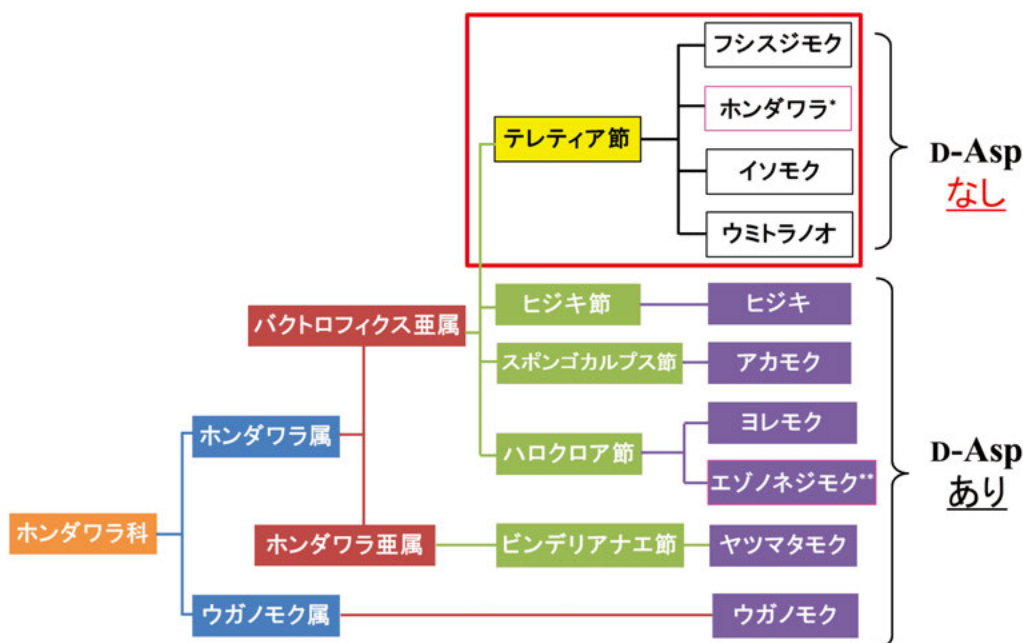 フシスジモク
ホンダワラ*
テレティア節
イソモク
ウミトラノオ
D-Asp
なし
バクトロフィクス亜属
ヒジキ節
ヒジキ
スポンゴカルプス節
アカモク
ホンダワラ属
ハロクロア節
ヨレモク
エゾノネジモク**
D-Asp
あり
ホンダワラ科
ホンダワラ亜属
ビンデリアナエ節
ヤツマタモク
ウガノモク属
ウガノモク